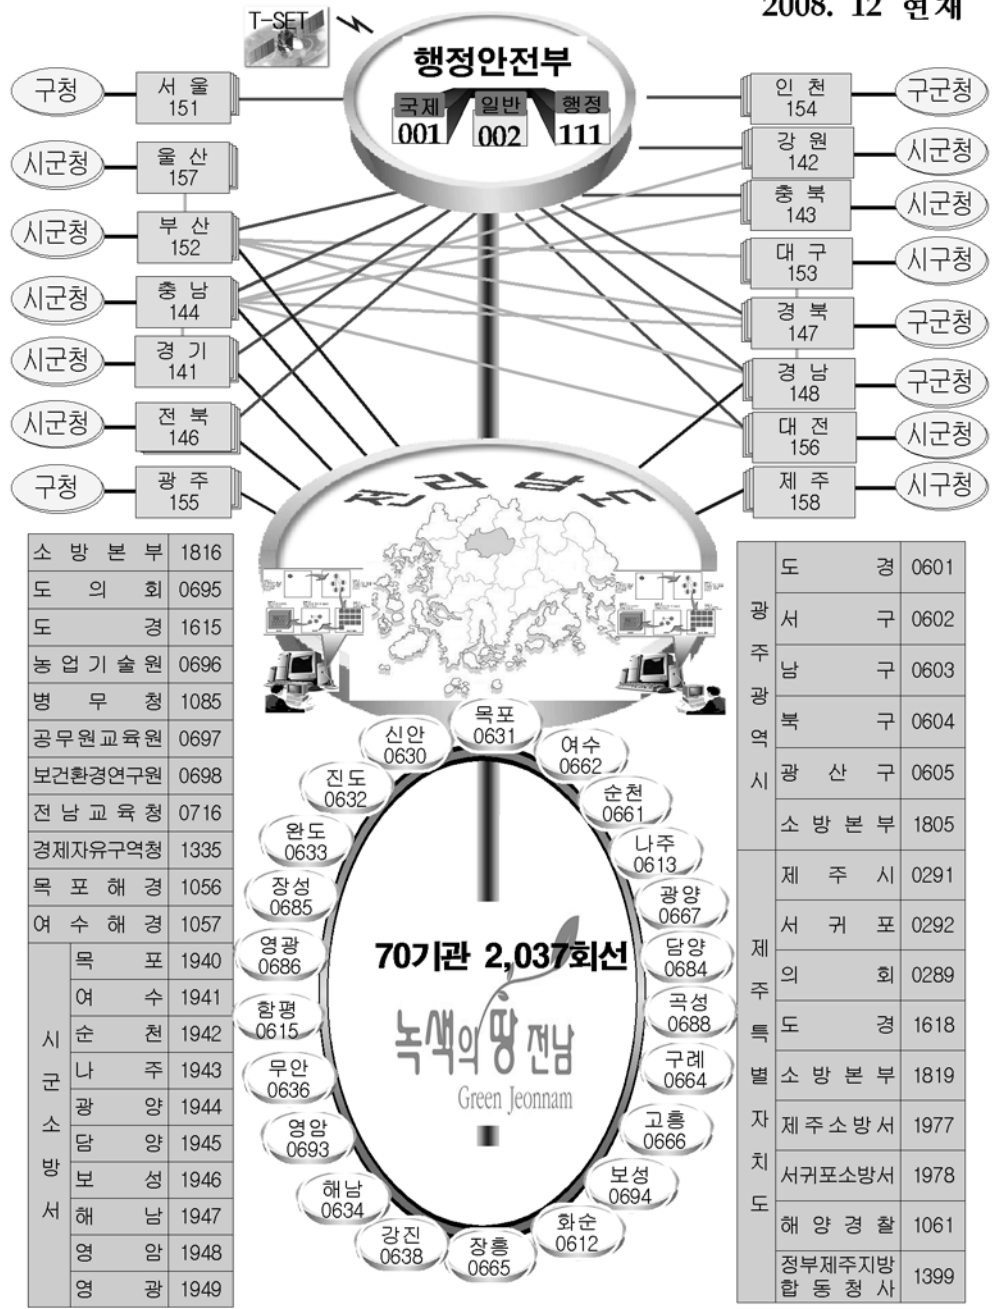 2008. 12 현재
T-SET
행정안전부
국제 일반 행정
001 002 111
구청
서울
151
시군청
울산
157
시군청
부산
152
시군청
충남
144
시군청
경기
141
시군청
전북
146
구청
광주
155
인천
154
구군청
강원
142
시군청
충북
143
시군청
대구
153
시구청
경북
147
구군청
경남
148
구군청
대전
156
시군청
제주
158
시구청
전라남도
소방본부 1816
도의회 0695
도경 1615
농업기술원 0696
병무청 1085
공무원교육원 0697
보건환경연구원 0698
전남교육청 0716
경제자유구역청 1335
목포해경 1056
여수해경 1057
시군소방서
목포 1940
여수 1941
순천 1942
나주 1943
광양 1944
담양 1945
보성 1946
해남 1947
영암 1948
영광 1949
목포
0631
여수
0662
순천
0661
나주
0613
광양
0667
담양
0684
곡성
0688
구례
0664
고흥
0666
보성
0694
화순
0612
장흥
0665
강진
0638
해남
0634
영암
0693
무안
0636
함평
0615
영광
0686
장성
0685
완도
0633
진도
0632
신안
0630
70기관 2,037회선
녹색의 땅 전남
Green Jeonnam
광주광역시
도경 0601
서구 0602
남구 0603
북구 0604
광산구 0605
소방본부 1805
제주특별자치도
제주시 0291
서귀포 0292
의회 0289
도경 1618
소방본부 1819
제주소방서 1977
서귀포소방서 1978
해양경찰 1061
정부제주지방
합동청사 1399